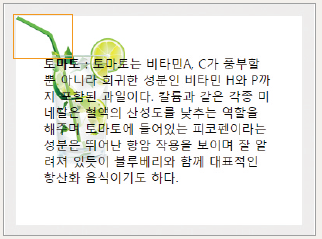 토마토 : 토마토는 비타민A, C가 풍부할
뿐 아니라 희귀한 성분인 비타민 H와 P까
지 포함된 과일이다. 칼륨과 같은 각종 미
네랄은 혈액의 산성도를 낮추는 역할을
해주며 토마토에 들어있는 피코펜이라는
성분은 뛰어난 항암 작용을 보이며 잘 알
려져 있듯이 블루베리와 함께 대표적인
항산화 음식이기도 하다.